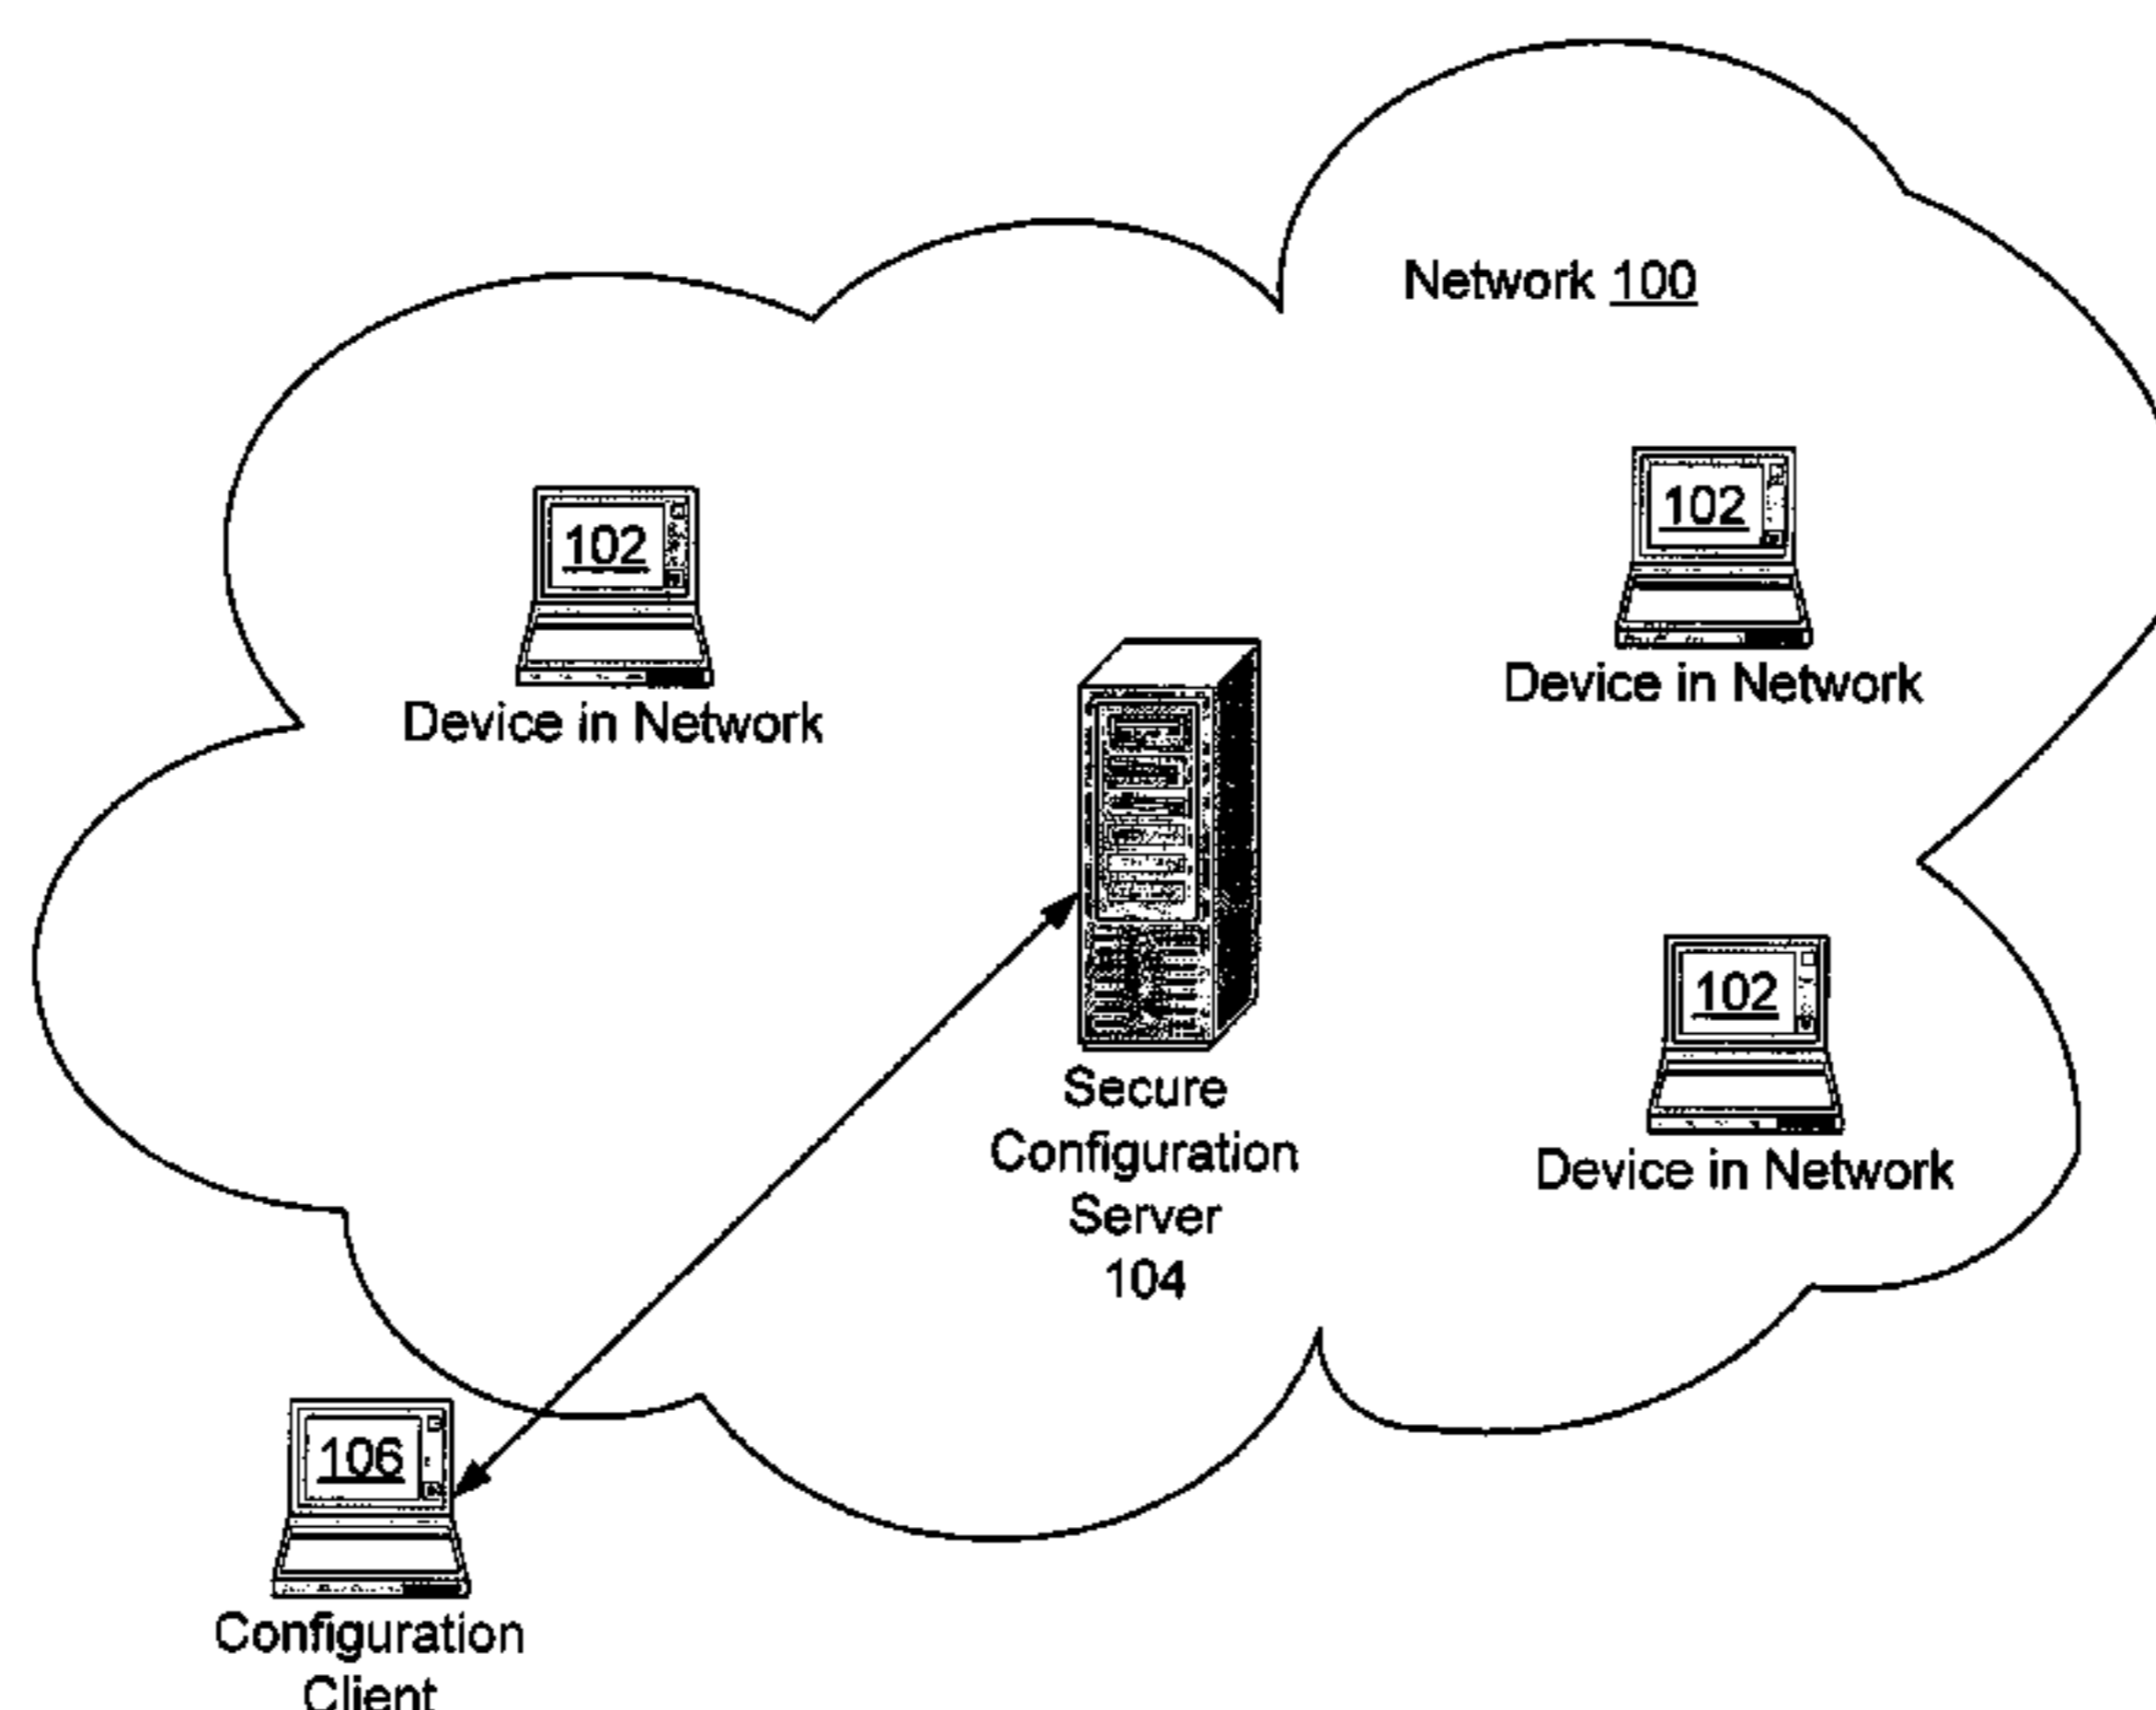 Network 100
102
Device in Network
102
Device in Network
102
Device in Network
Secure
Configuration
Server
104
106
Configuration
Client